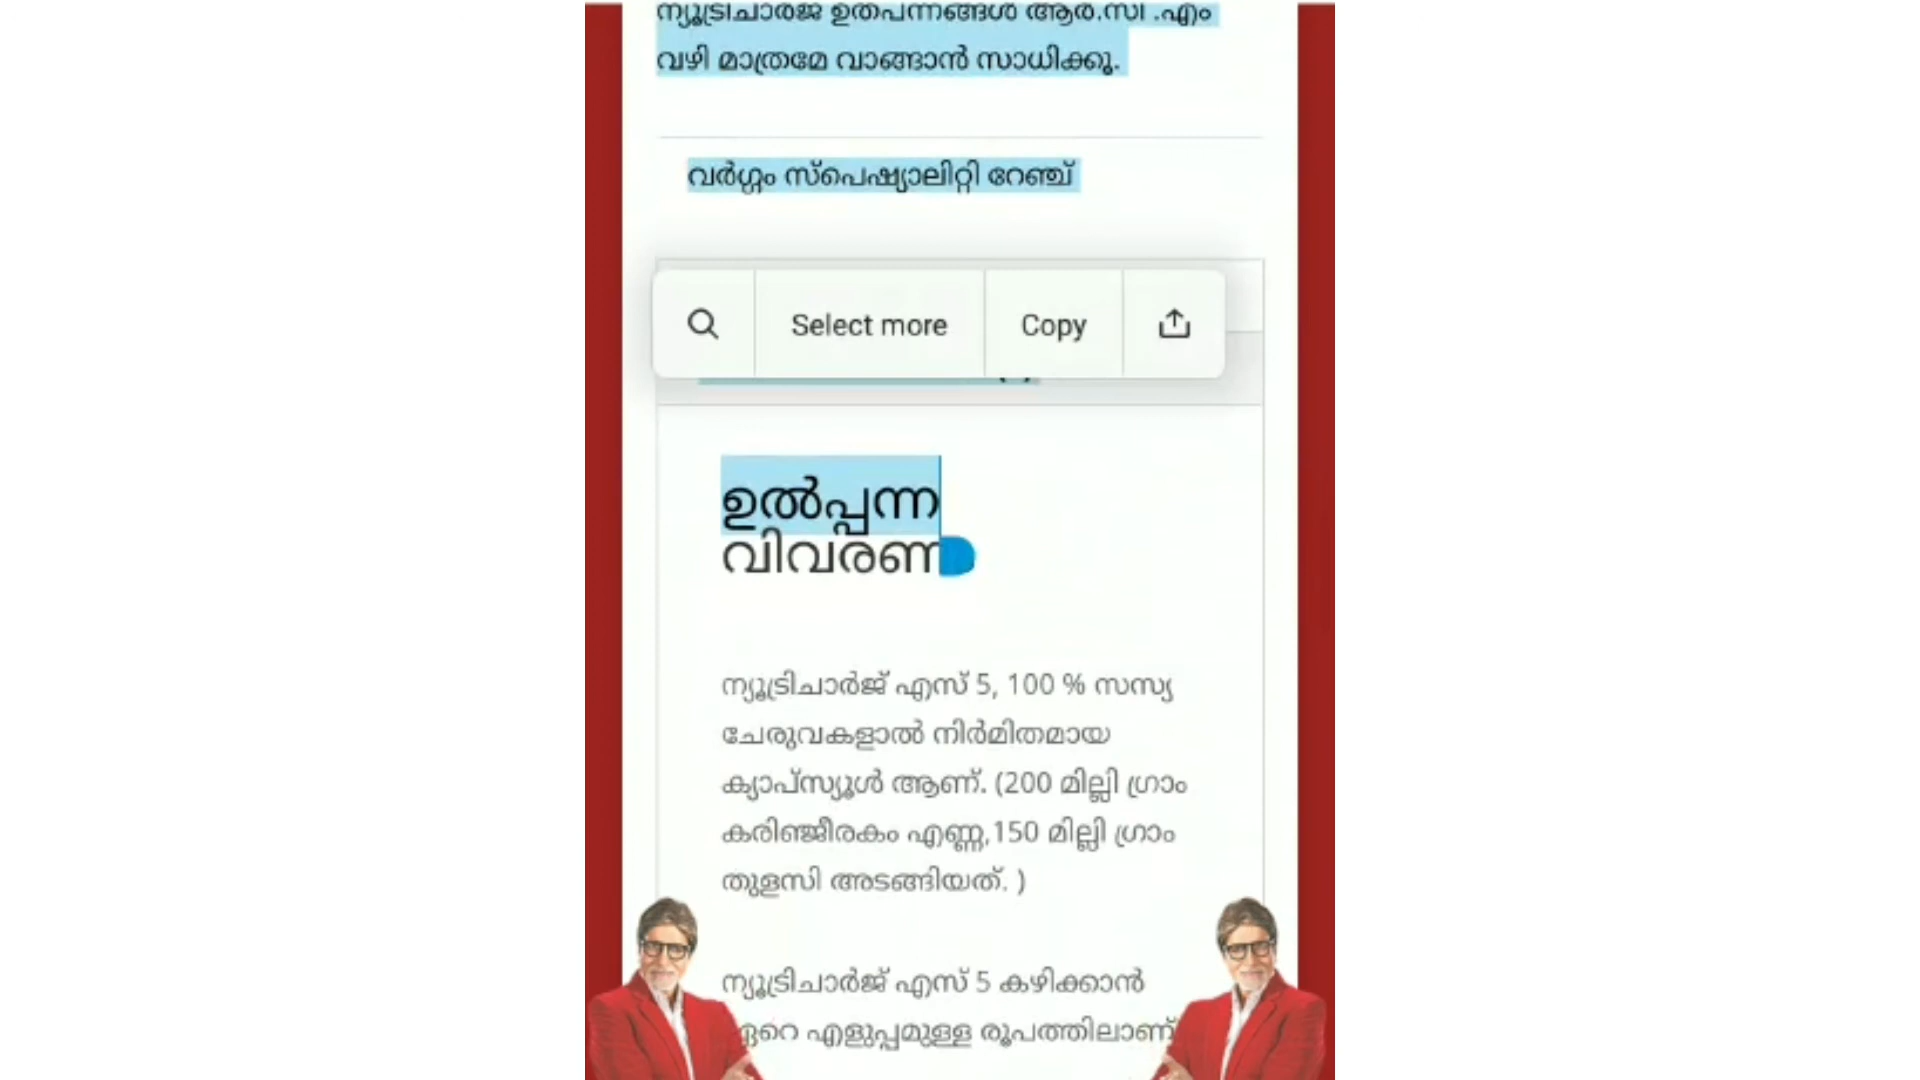 ന്യൂട്രിചാർജ് ഉത്പന്നങ്ങൾ ആർ.സി .എം
വഴി മാത്രമേ വാങ്ങാൻ സാധിക്കൂ.
വർഗ്ഗം സ്പെഷ്യാലിറ്റി റേഞ്ച്
Select more Copy
ഉൽപ്പന്ന
വിവരണ
ന്യൂട്രിചാർജ് എസ് 5, 100 % സസ്യ
ചേരുവകളാൽ നിർമിതമായ
ക്യാപ്സ്യൂൾ ആണ്. (200 മില്ലി ഗ്രാം
കരിഞ്ജീരകം എണ്ണ,150 മില്ലി ഗ്രാം
തുളസി അടങ്ങിയത്. )
ന്യൂട്രിചാർജ് എസ് 5 കഴിക്കാൻ
ഏറെ എളുപ്പമുള്ള രൂപത്തിലാണ്